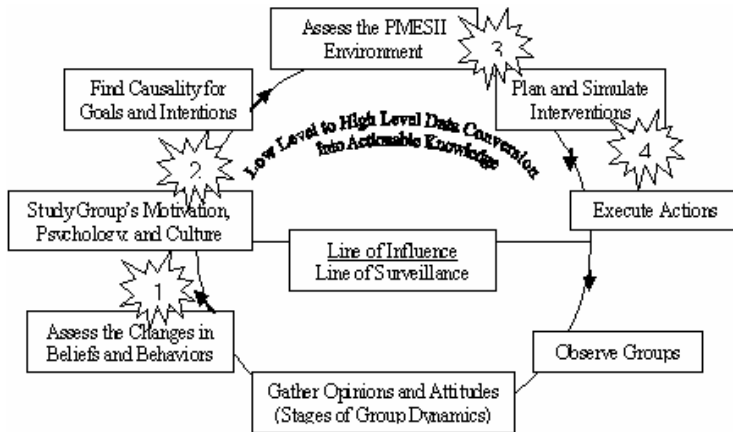 Assess the PMESII
Environment
3
Find Causality for
Goals and Intentions
Plan and Simulate
Interventions
Low Level to High Level Data Conversion
Into Actionable Knowledge
2
4
Study Group's Motivation,
Psychology, and Culture
Execute Actions
Line of Influence
Line of Surveillance
1
Assess the Changes in
Beliefs and Behaviors
Observe Groups
Gather Opinions and Attitudes
(Stages of Group Dynamics)